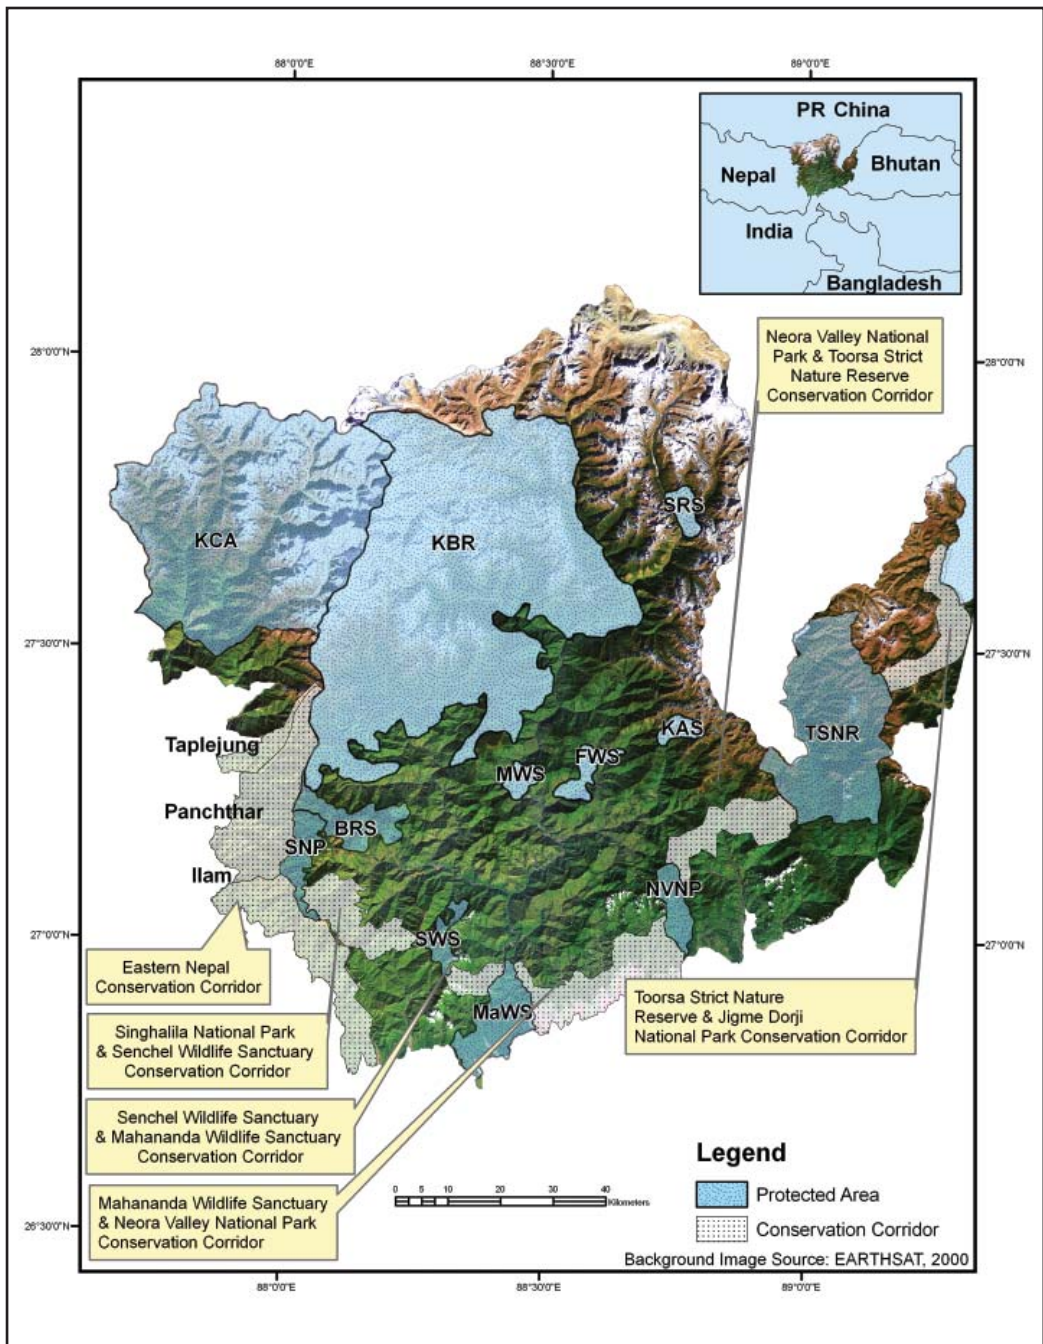 88°0'0"E
88°30'0"E
89°0'0"E
PR China
Nepal
Bhutan
India
Bangladesh
28°0'0"N
28°0'0"N
Neora Valley National
Park & Toorsa Strict
Nature Reserve
Conservation Corridor
KCA
KBR
SRS
27°30'0"N
27°30'0"N
Taplejung
KAS
TSNR
MWS
FWS
Panchthar
BRS
SNP
Ilam
NVNP
27°0'0"N
27°0'0"N
SWS
Eastern Nepal
Conservation Corridor
MaWS
Toorsa Strict Nature
Reserve & Jigme Dorji
National Park Conservation Corridor
Singhalila National Park
& Senchel Wildlife Sanctuary
Conservation Corridor
Senchel Wildlife Sanctuary
& Mahananda Wildlife Sanctuary
Conservation Corridor
Mahananda Wildlife Sanctuary
& Neora Valley National Park
Conservation Corridor
0 5 10 20 30 40
Kilometers
Legend
Protected Area
Conservation Corridor
26°30'0"N
Background Image Source: EARTHSAT, 2000
88°0'0"E
88°30'0"E
89°0'0"E